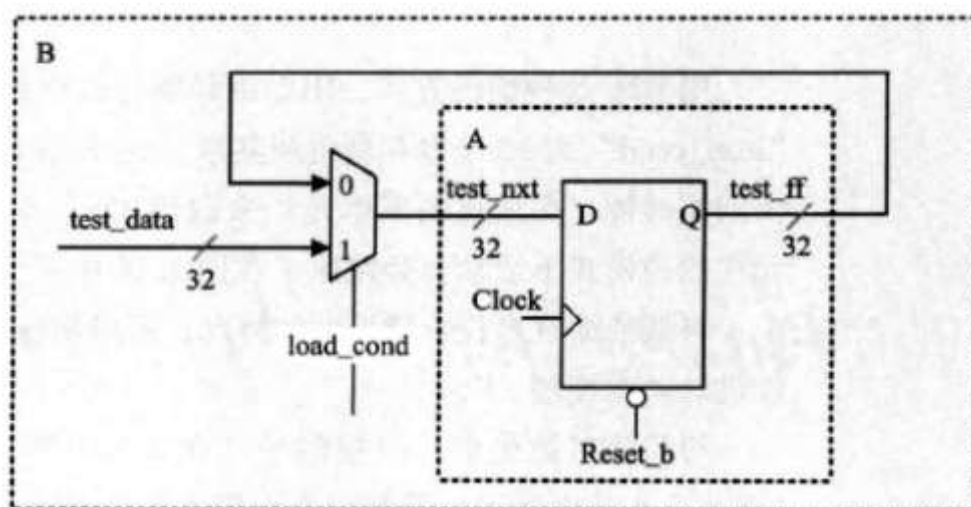 B
A
0
test_nxt
test_ff
test_data
1
D
Q
32
32
32
Clock
load_cond
Reset_b